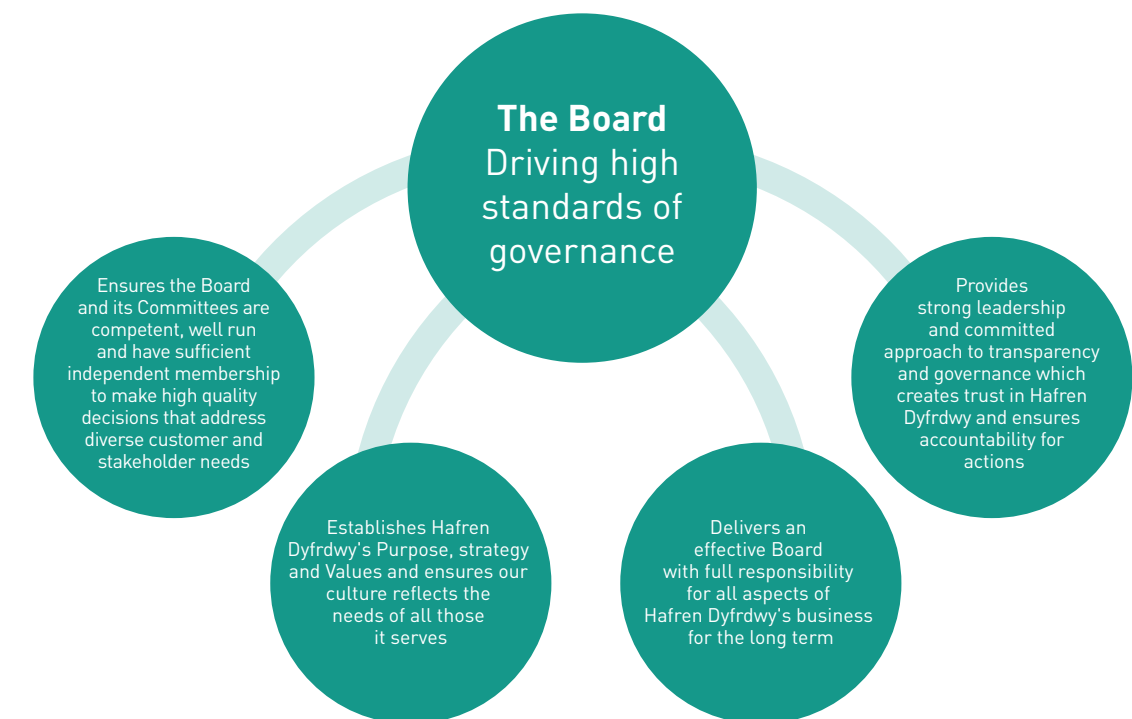 The Board
Driving high
standards of
governance
Ensures the Board
and its Committees are
competent, well run
and have sufficient
independent membership
to make high quality
decisions that address
diverse customer and
stakeholder needs
Establishes Hafren
Dyfrdwy's Purpose, strategy
and Values and ensures our
culture reflects the
needs of all those
it serves
Delivers an
effective Board
with full responsibility
for all aspects of
Hafren Dyfrdwy's business
for the long term
Provides
strong leadership
and committed
approach to transparency
and governance which
creates trust in Hafren
Dyfrdwy and ensures
accountability for
actions